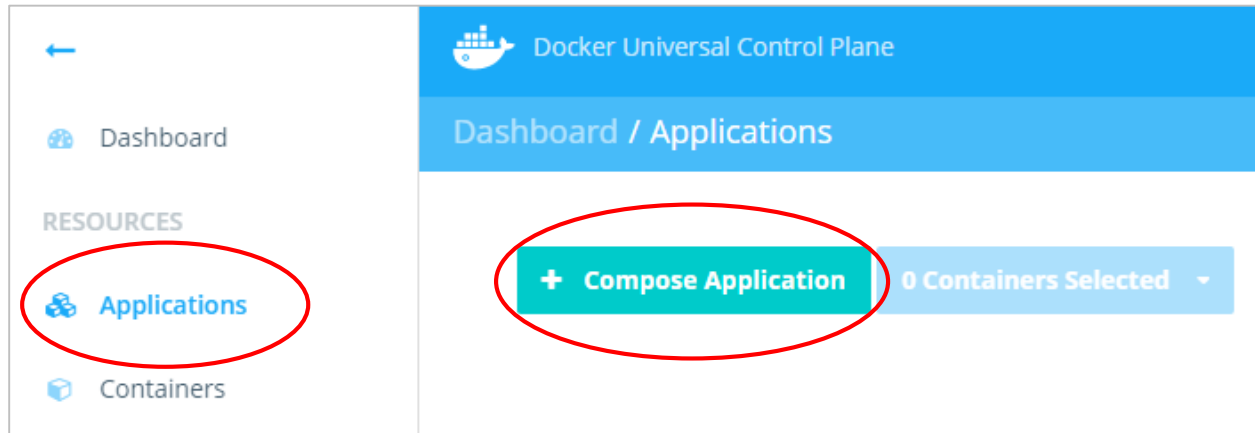 Docker Universal Control Plane
Dashboard
Dashboard / Applications
RESOURCES
+ Compose Application
0 Containers Selected
Applications
Containers